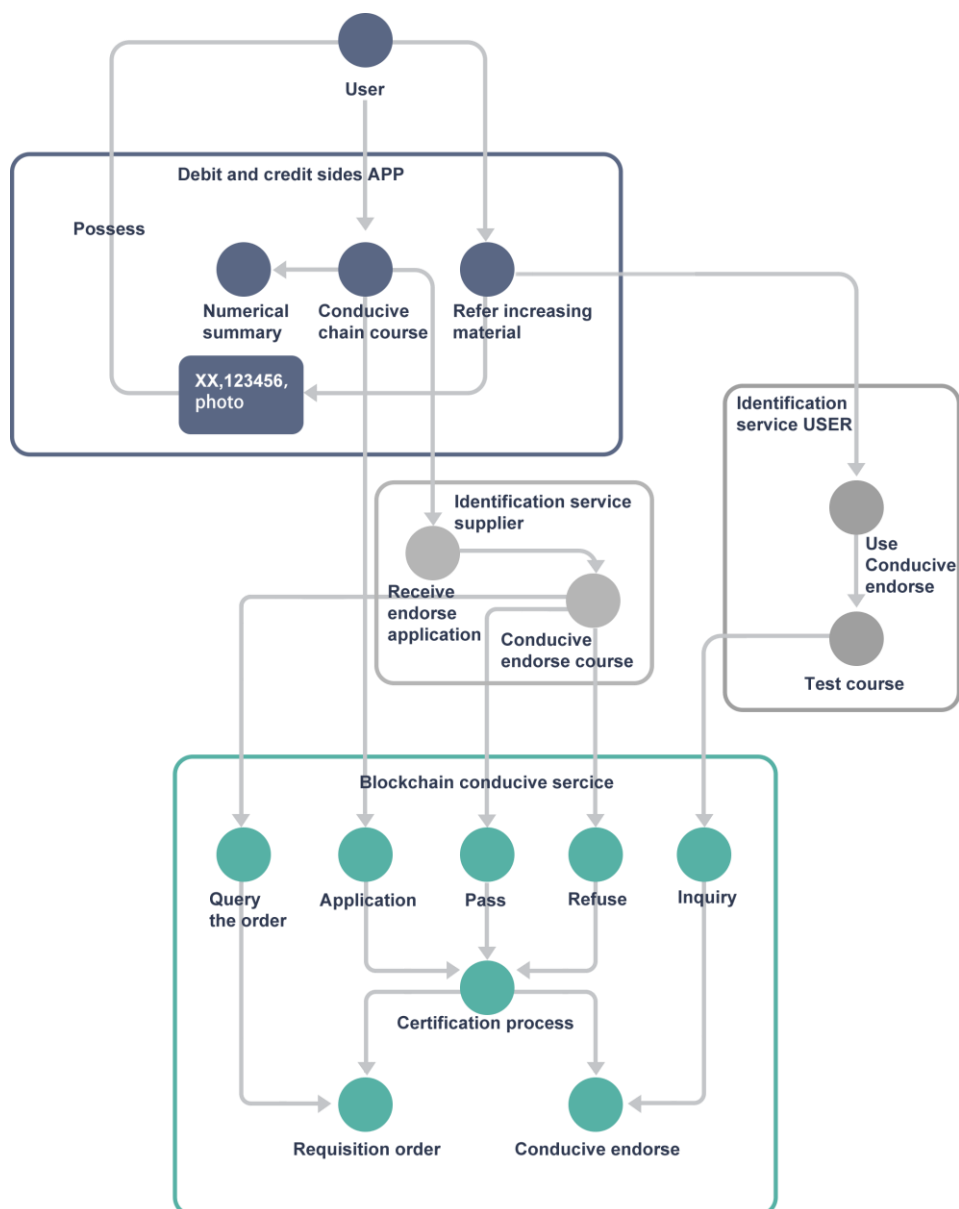 User
Debit and credit sides APP
Possess
Numerical
summary
Conducive
chain course
Refer increasing
material
XX,123456,
photo
Identification
service USER
Identification service
supplier
Use
Conducive
endorse
Receive
endorse
application
Conducive
endorse course
Test course
Blockchain conducive sercice
Query
the order
Application
Pass
Refuse
Inquiry
Certification process
Requisition order
Conducive endorse